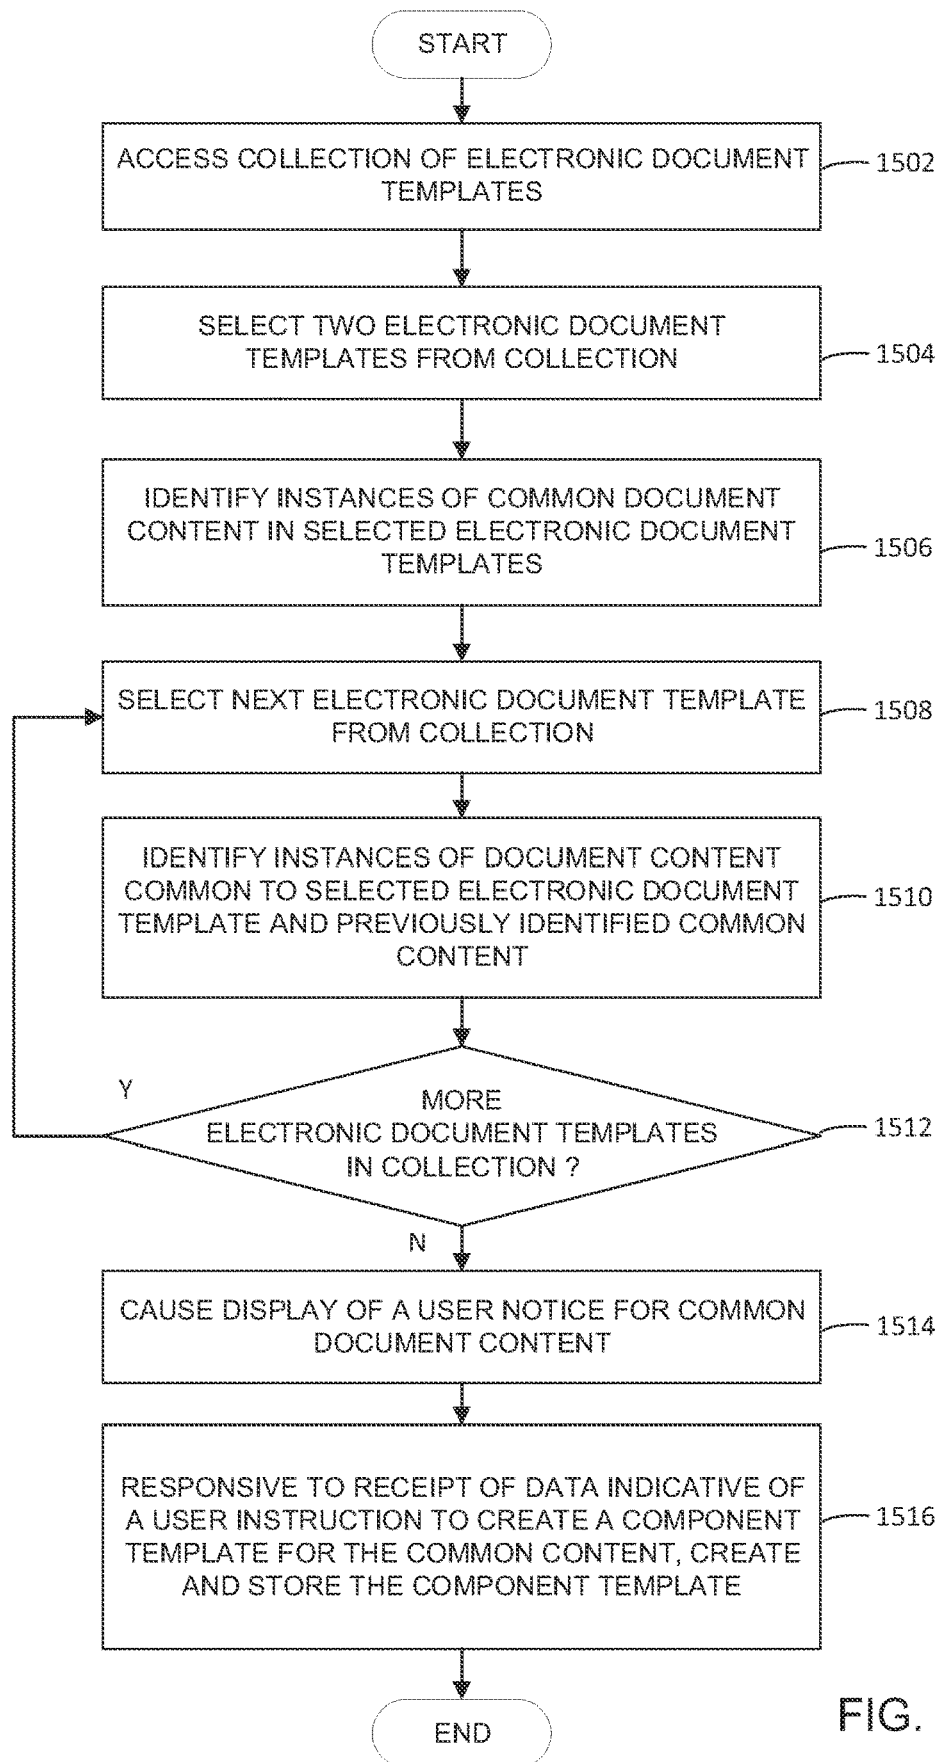 START
ACCESS COLLECTION OF ELECTRONIC DOCUMENT
TEMPLATES
1502
SELECT TWO ELECTRONIC DOCUMENT
TEMPLATES FROM COLLECTION
1504
IDENTIFY INSTANCES OF COMMON DOCUMENT
CONTENT IN SELECTED ELECTRONIC DOCUMENT
TEMPLATES
1506
SELECT NEXT ELECTRONIC DOCUMENT TEMPLATE
FROM COLLECTION
1508
IDENTIFY INSTANCES OF DOCUMENT CONTENT
COMMON TO SELECTED ELECTRONIC DOCUMENT
TEMPLATE AND PREVIOUSLY IDENTIFIED COMMON
CONTENT
1510
Y
MORE
ELECTRONIC DOCUMENT TEMPLATES
IN COLLECTION ?
1512
N
CAUSE DISPLAY OF A USER NOTICE FOR COMMON
DOCUMENT CONTENT
1514
RESPONSIVE TO RECEIPT OF DATA INDICATIVE OF
A USER INSTRUCTION TO CREATE A COMPONENT
TEMPLATE FOR THE COMMON CONTENT, CREATE
AND STORE THE COMPONENT TEMPLATE
1516
END
FIG.